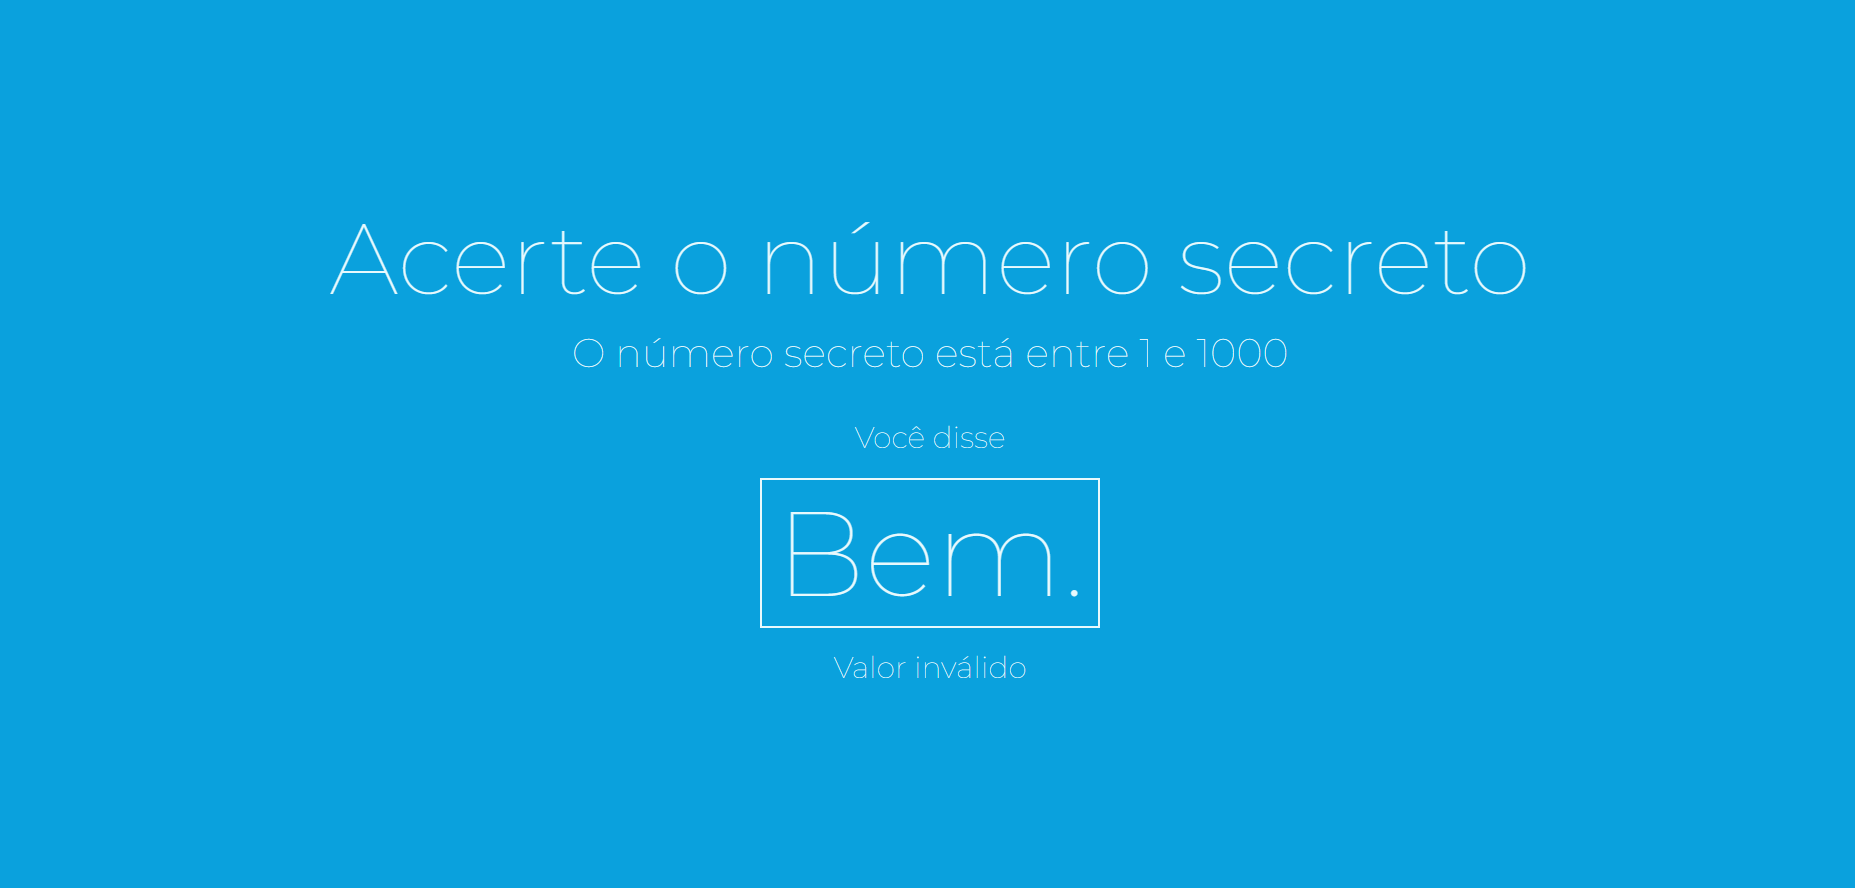 Acerte o número secreto
O número secreto está entre 1 e 1000
Você disse
Bem.
Valor inválido